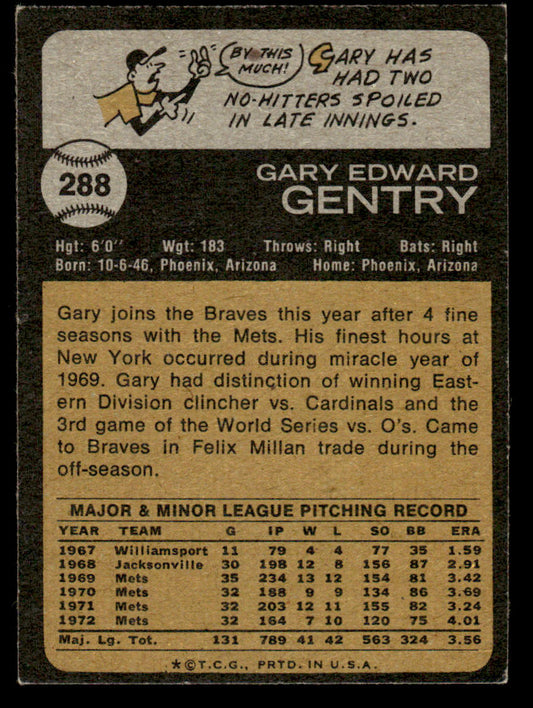 BY THIS
MUCH!
GARY HAS
HAD TWO
NO-HITTERS SPOILED
IN LATE INNINGS.
288
GARY EDWARD
GENTRY
Hgt: 6'0" Wgt: 183 Throws: Right Bats: Right
Born: 10-6-46, Phoenix, Arizona Home: Phoenix, Arizona
Gary joins the Braves this year after 4 fine
seasons with the Mets. His finest hours at
New York occurred during miracle year of
1969. Gary had distinction of winning East-
ern Division clincher vs. Cardinals and the
3rd game of the World Series vs. O's. Came
to Braves in Felix Millan trade during the
off-season.
MAJOR & MINOR LEAGUE PITCHING RECORD
YEAR TEAM G IP W L SO BB ERA
1967 Williamsport 11 79 4 4 77 35 1.59
1968 Jacksonville 30 198 12 8 156 87 2.91
1969 Mets 35 234 13 12 154 81 3.42
1970 Mets 32 188 9 9 134 86 3.69
1971 Mets 32 203 12 11 155 82 3.24
1972 Mets 32 164 7 10 120 75 4.01
Maj. Lg. Tot. 131 789 41 42 563 324 3.56
*©T.C.G., PRTD. IN U.S.A.